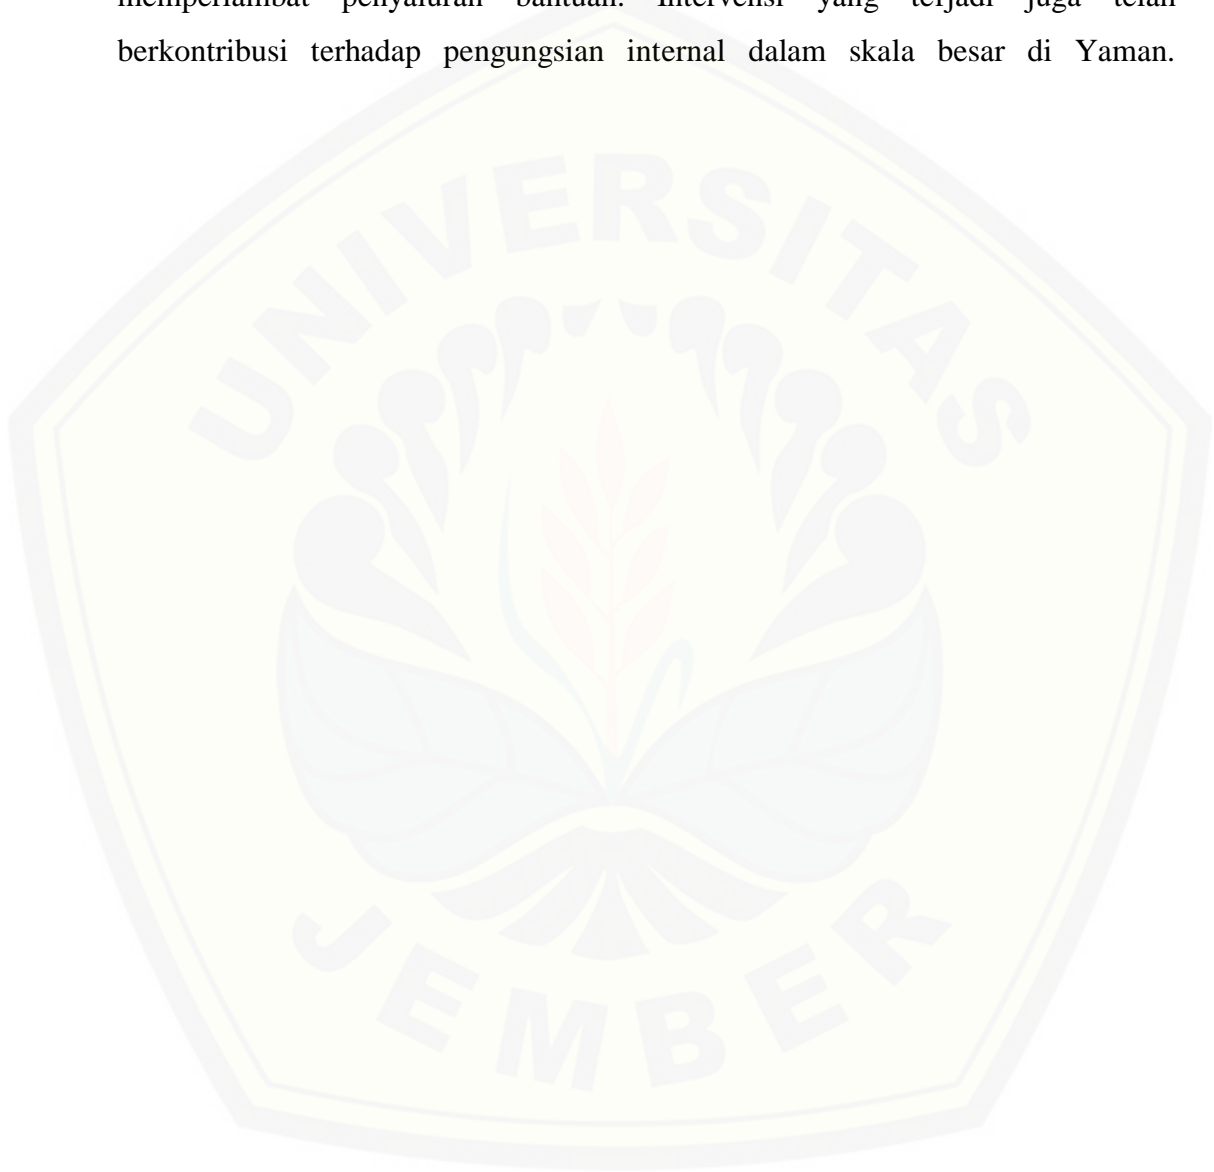 memperlambat penyaluran bantuan. Intervensi yang terjadi juga telah
berkontribusi terhadap pengungsian internal dalam skala besar di Yaman.
UNIVERSITAS
JEMBER